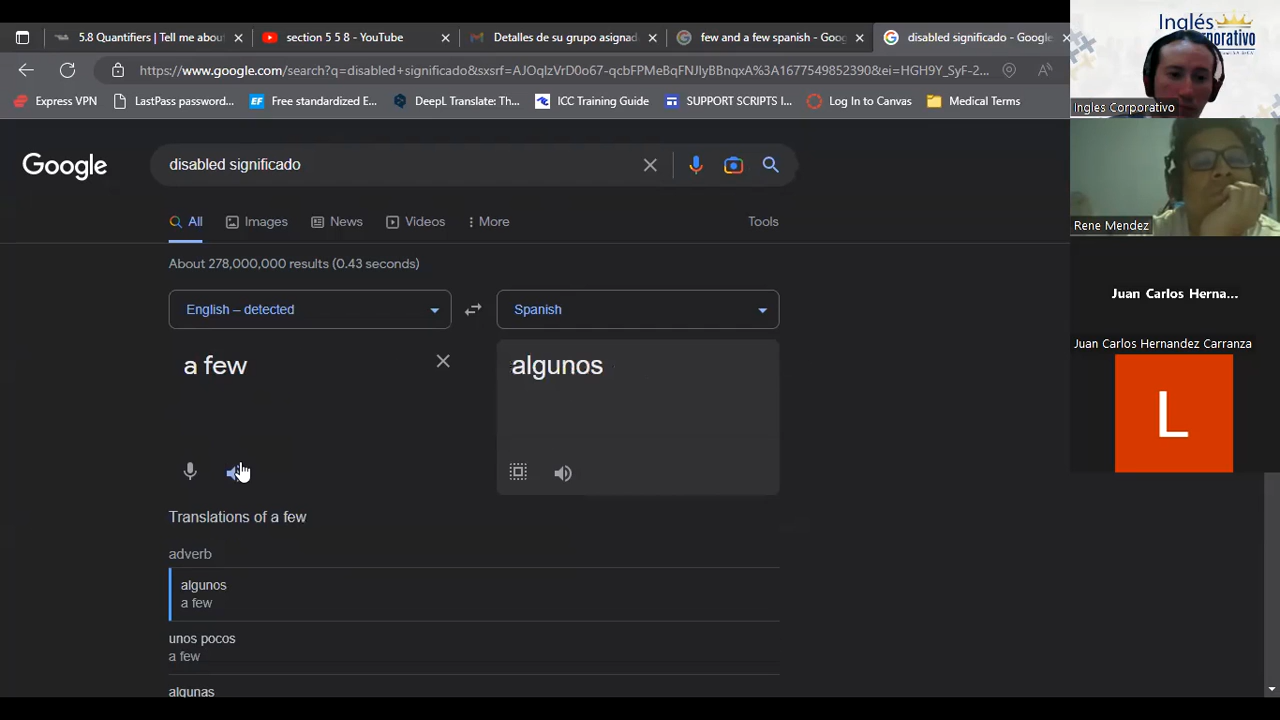 5.8 Quantifiers | Tell me about
section 5 5 8 - YouTube
Detalles de su grupo asignad
few and a few spanish - Goog
disabled significado - Google
https://www.google.com/search?q=disabled+significado&sxsrf=AJOqlzVrD0o67-qcbFPMeBqFNJlyBBnqxA%3A1677549852390&ei=HGH9Y_SyF-2...
Express VPN
LastPass password...
EF
Free standardized E...
DeepL Translate: Th...
ICC Training Guide
SUPPORT SCRIPTS I...
Log In to Canvas
Medical Terms
Google
disabled significado
All
Images
News
Videos
More
Tools
About 278,000,000 results (0.43 seconds)
English – detected
Spanish
a few
algunos
Translations of a few
adverb
algunos
a few
unos pocos
a few
algunas
Inglés
Ingles Corporativo
Rene Mendez
Juan Carlos Herna...
Juan Carlos Hernandez Carranza
L